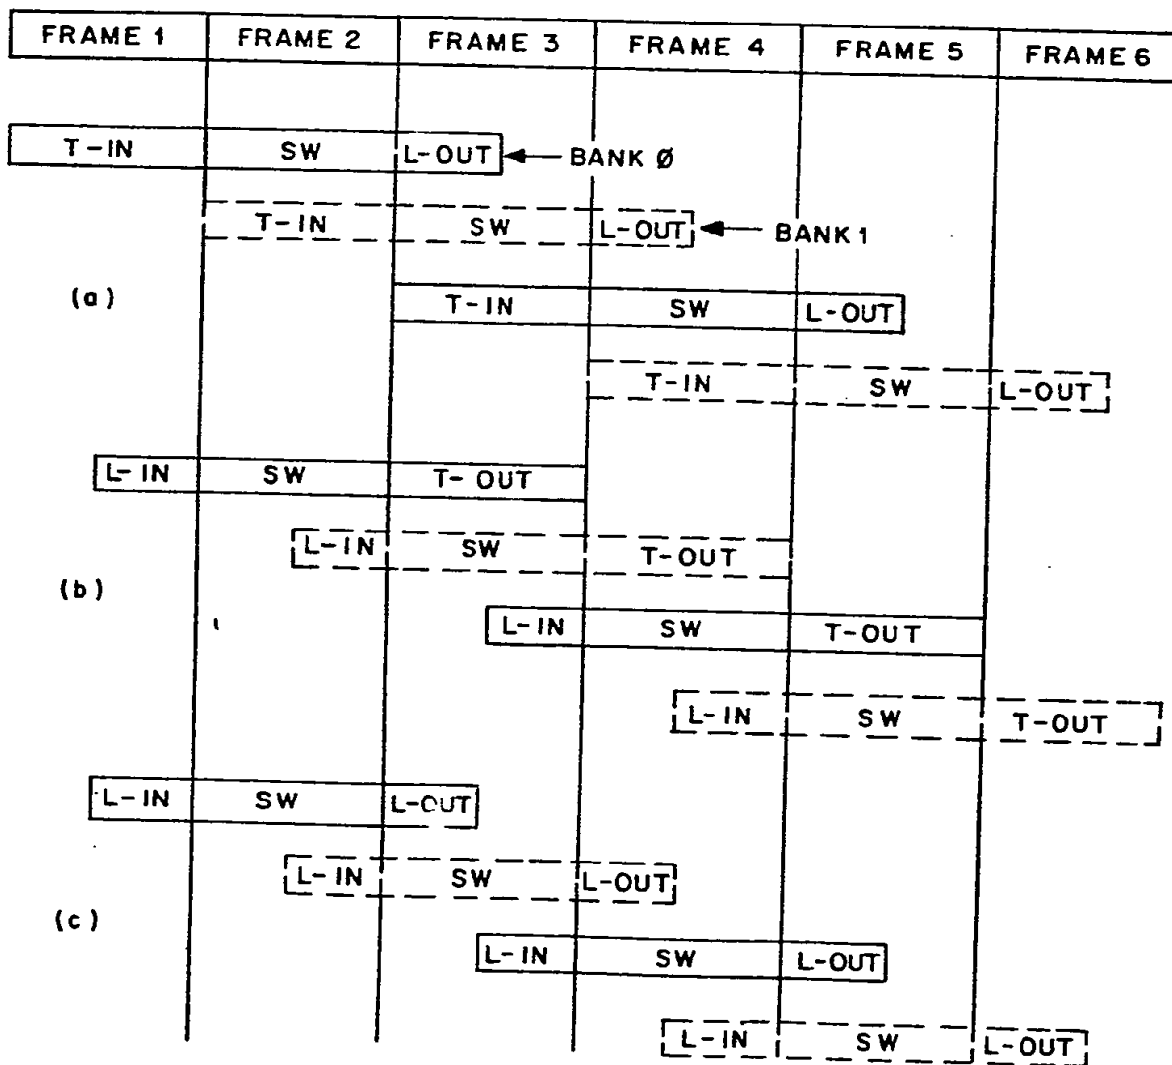 FRAME 1 FRAME 2 FRAME 3 FRAME 4 FRAME 5 FRAME 6
T-IN SW L-OUT BANK Ø
T-IN SW L-OUT BANK 1
(a)
T-IN SW L-OUT
T-IN SW L-OUT
L-IN SW T-OUT
L-IN SW T-OUT
(b)
L-IN SW T-OUT
L-IN SW T-OUT
L-IN SW L-OUT
L-IN SW L-OUT
(c)
L-IN SW L-OUT
L-IN SW L-OUT